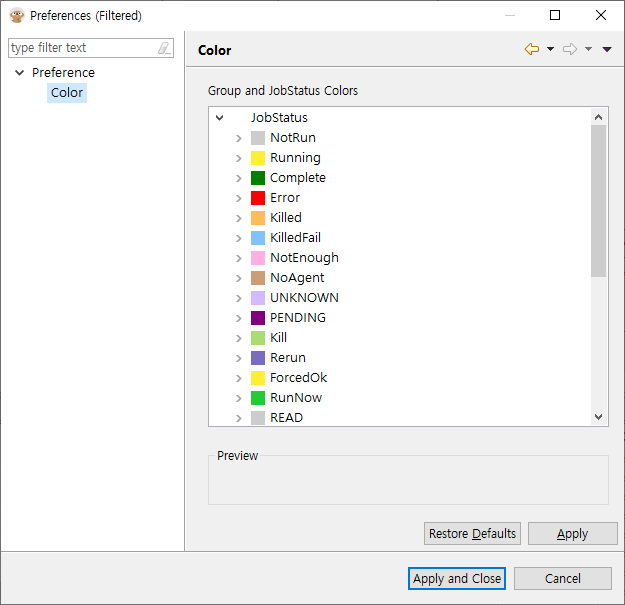 Preferences (Filtered)
type filter text
Preference
Color
Color
Group and JobStatus Colors
JobStatus
NotRun
Running
Complete
Error
Killed
KilledFail
NotEnough
NoAgent
UNKNOWN
PENDING
Kill
Rerun
ForcedOk
RunNow
READ
Preview
Restore Defaults
Apply
Apply and Close
Cancel